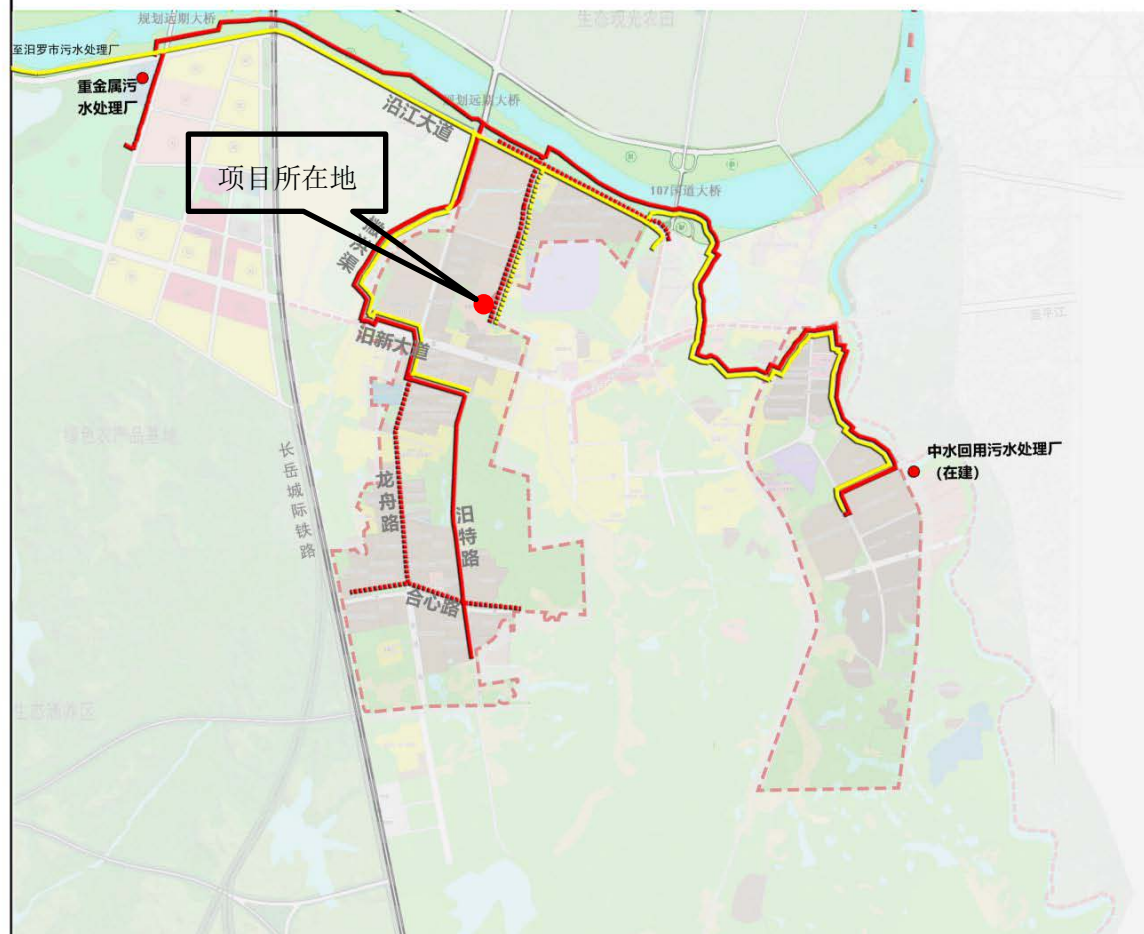 规划远期大桥
生态观光农田
至汨罗市污水处理厂
重金属污
水处理厂
沿江大道
规划远期大桥
项目所在地
107国道大桥
撇洪渠
至平江
汨新大道
绿色农产品基地
中水回用污水处理厂
（在建）
长岳城际铁路
龙舟路
汨特路
合心路
生态涵养区